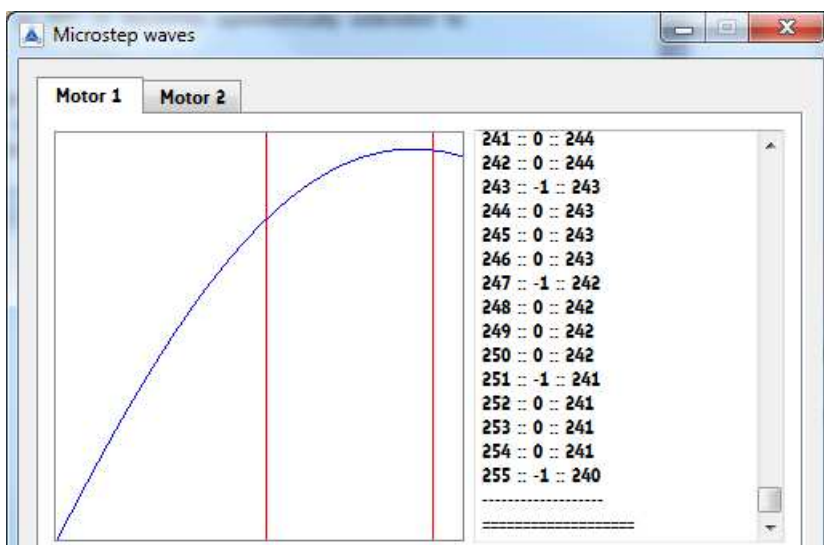 Microstep waves
Motor 1 Motor 2
241 :: 0 :: 244
242 :: 0 :: 244
243 :: -1 :: 243
244 :: 0 :: 243
245 :: 0 :: 243
246 :: 0 :: 243
247 :: -1 :: 242
248 :: 0 :: 242
249 :: 0 :: 242
250 :: 0 :: 242
251 :: -1 :: 241
252 :: 0 :: 241
253 :: 0 :: 241
254 :: 0 :: 241
255 :: -1 :: 240
-------------------
===================